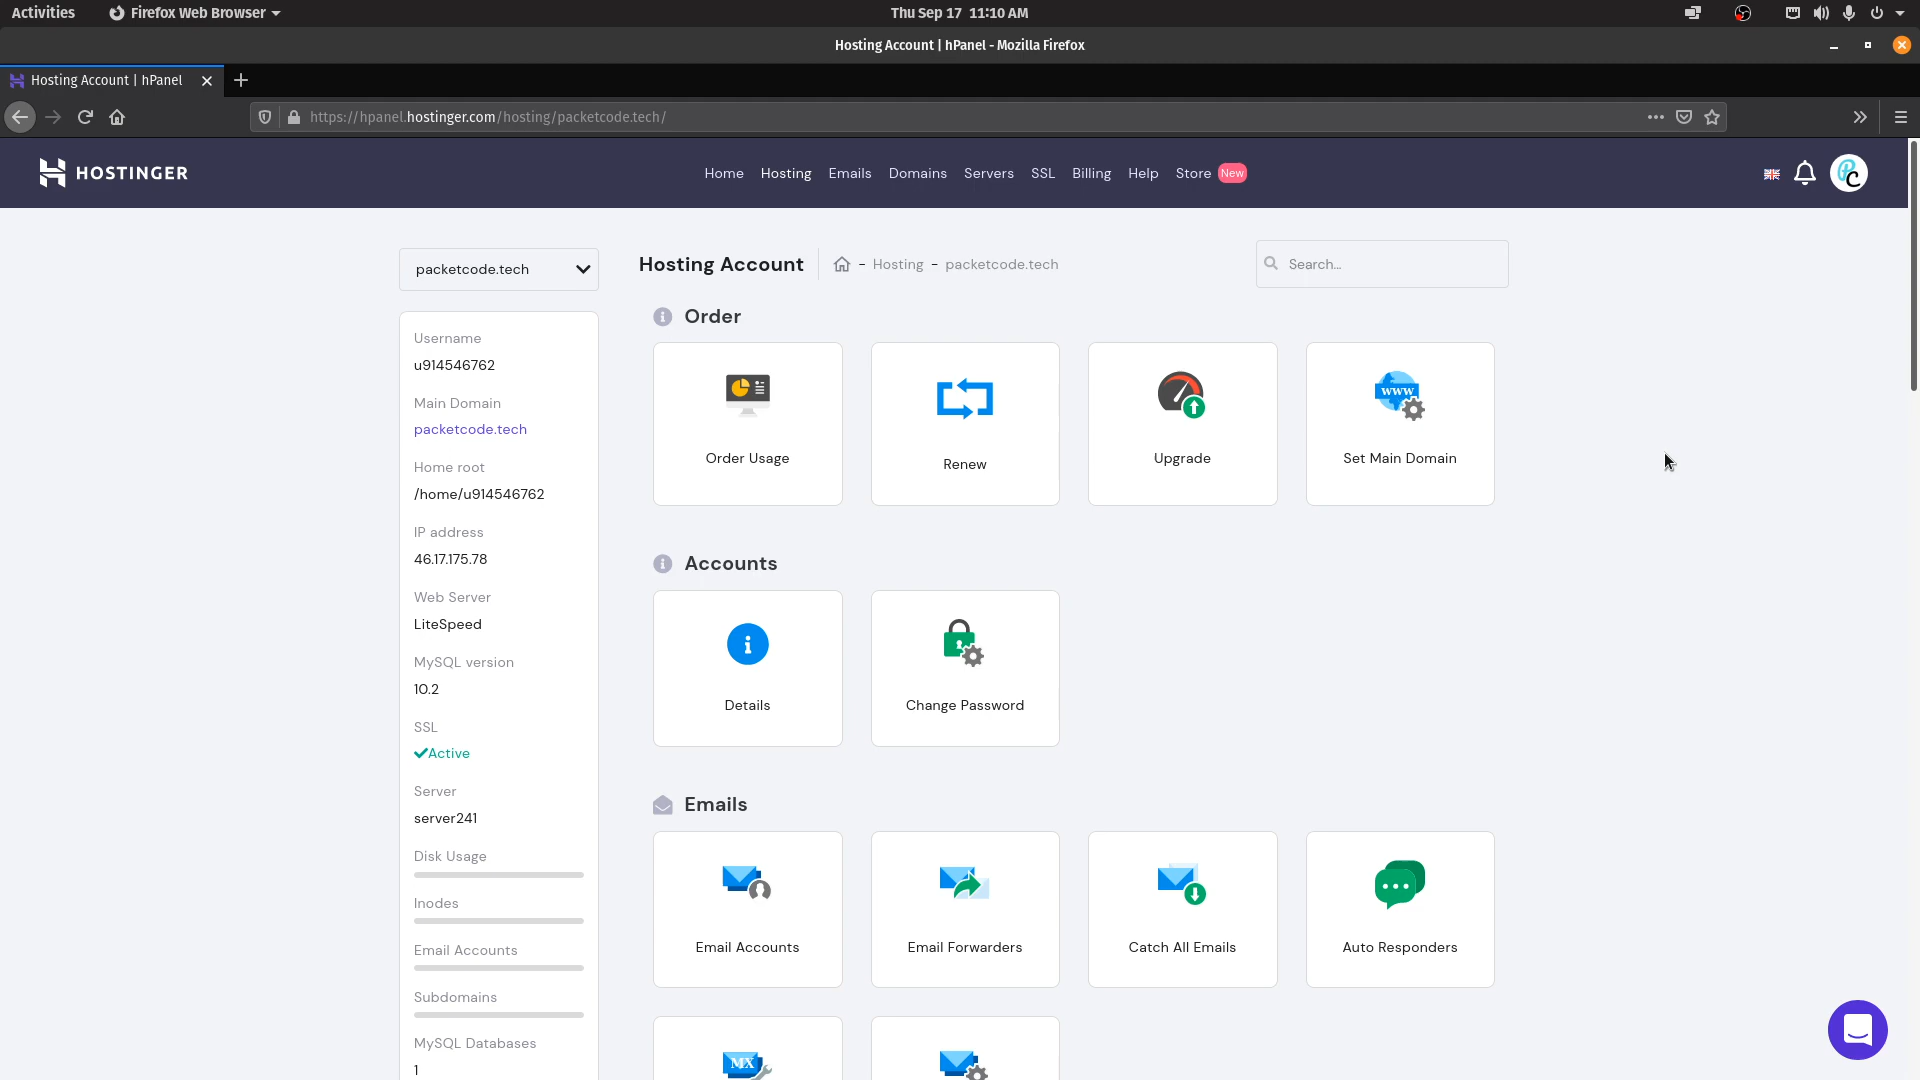 Activities
Firefox Web Browser
Thu Sep 17 11:10 AM
Hosting Account | hPanel - Mozilla Firefox
Hosting Account | hPanel
https://hpanel.hostinger.com/hosting/packetcode.tech/
HOSTINGER
Home
Hosting
Emails
Domains
Servers
SSL
Billing
Help
Store
New
PC
packetcode.tech
Hosting Account
- Hosting - packetcode.tech
Search...
Username
u914546762
Main Domain
packetcode.tech
Home root
/home/u914546762
IP address
46.17.175.78
Web Server
LiteSpeed
MySQL version
10.2
SSL
Active
Server
server241
Disk Usage
Inodes
Email Accounts
Subdomains
MySQL Databases
1
Order
Order Usage
Renew
Upgrade
www
Set Main Domain
Accounts
Details
Change Password
Emails
Email Accounts
Email Forwarders
Catch All Emails
Auto Responders
MX